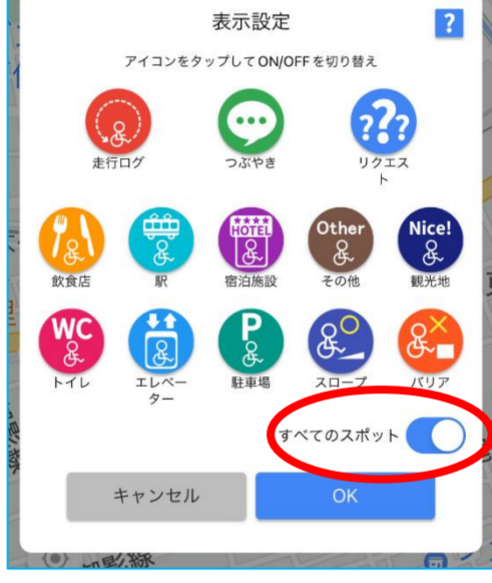 表示設定
?
アイコンをタップしてON/OFFを切り替え
???
走行ログ
つぶやき
リクエス
ト
HOTEL
Other
Nice!
飲食店
駅
宿泊施設
その他
観光地
WC
P
トイレ
エレベー
ター
駐車場
スロープ
バリア
すべてのスポット
キャンセル
OK